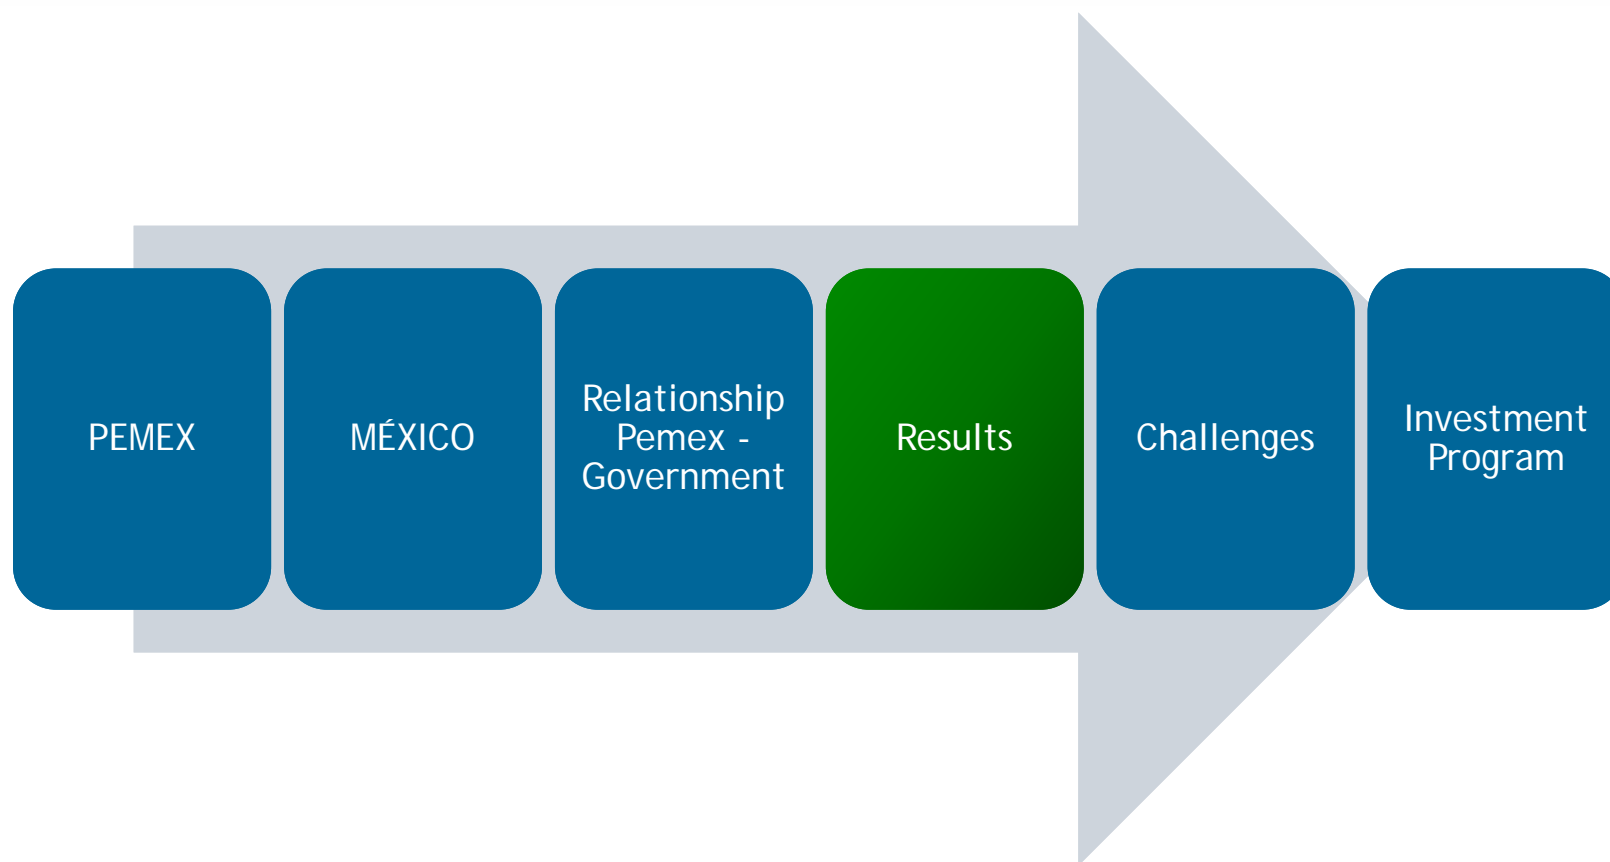 PEMEX
MÉXICO
Relationship
Pemex -
Government
Results
Challenges
Investment
Program